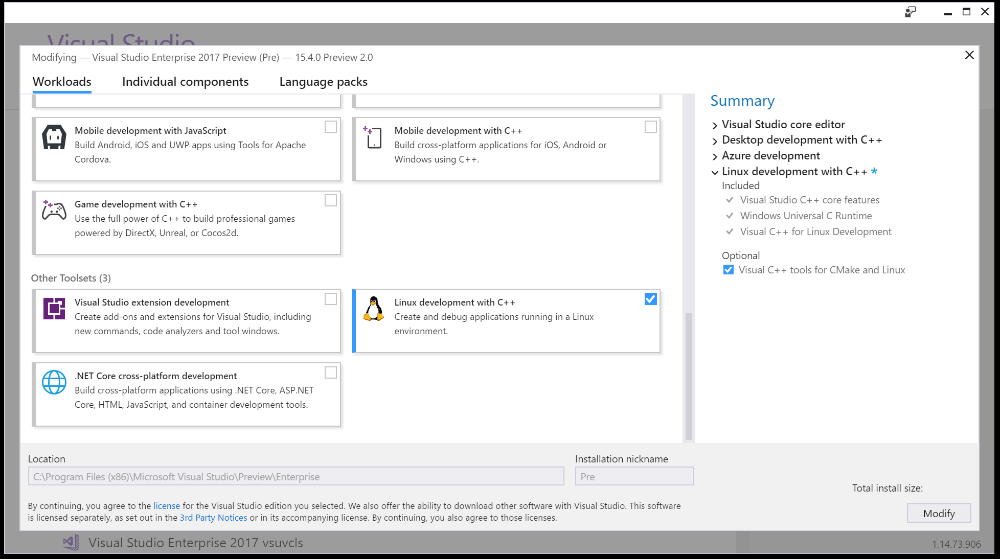 Visual Studio
Modifying — Visual Studio Enterprise 2017 Preview (Pre) — 15.4.0 Preview 2.0
Workloads
Individual components
Language packs
Mobile development with JavaScript
Build Android, iOS and UWP apps using Tools for Apache
Cordova.
Mobile development with C++
Build cross-platform applications for iOS, Android or
Windows using C++.
Game development with C++
Use the full power of C++ to build professional games
powered by DirectX, Unreal, or Cocos2d.
Other Toolsets (3)
Visual Studio extension development
Create add-ons and extensions for Visual Studio, including
new commands, code analyzers and tool windows.
Linux development with C++
Create and debug applications running in a Linux
environment.
.NET Core cross-platform development
Build cross-platform applications using .NET Core, ASP.NET
Core, HTML, JavaScript, and container development tools.
Summary
Visual Studio core editor
Desktop development with C++
Azure development
Linux development with C++ *
Included
Visual Studio C++ core features
Windows Universal C Runtime
Visual C++ for Linux Development
Optional
Visual C++ tools for CMake and Linux
Location
C:\Program Files (x86)\Microsoft Visual Studio\Preview\Enterprise
Installation nickname
Pre
Total install size:
By continuing, you agree to the license for the Visual Studio edition you selected. We also offer the ability to download other software with Visual Studio. This software
is licensed separately, as set out in the 3rd Party Notices or in its accompanying license. By continuing, you also agree to those licenses.
Modify
Visual Studio Enterprise 2017 vsuvcls
1.14.73.906